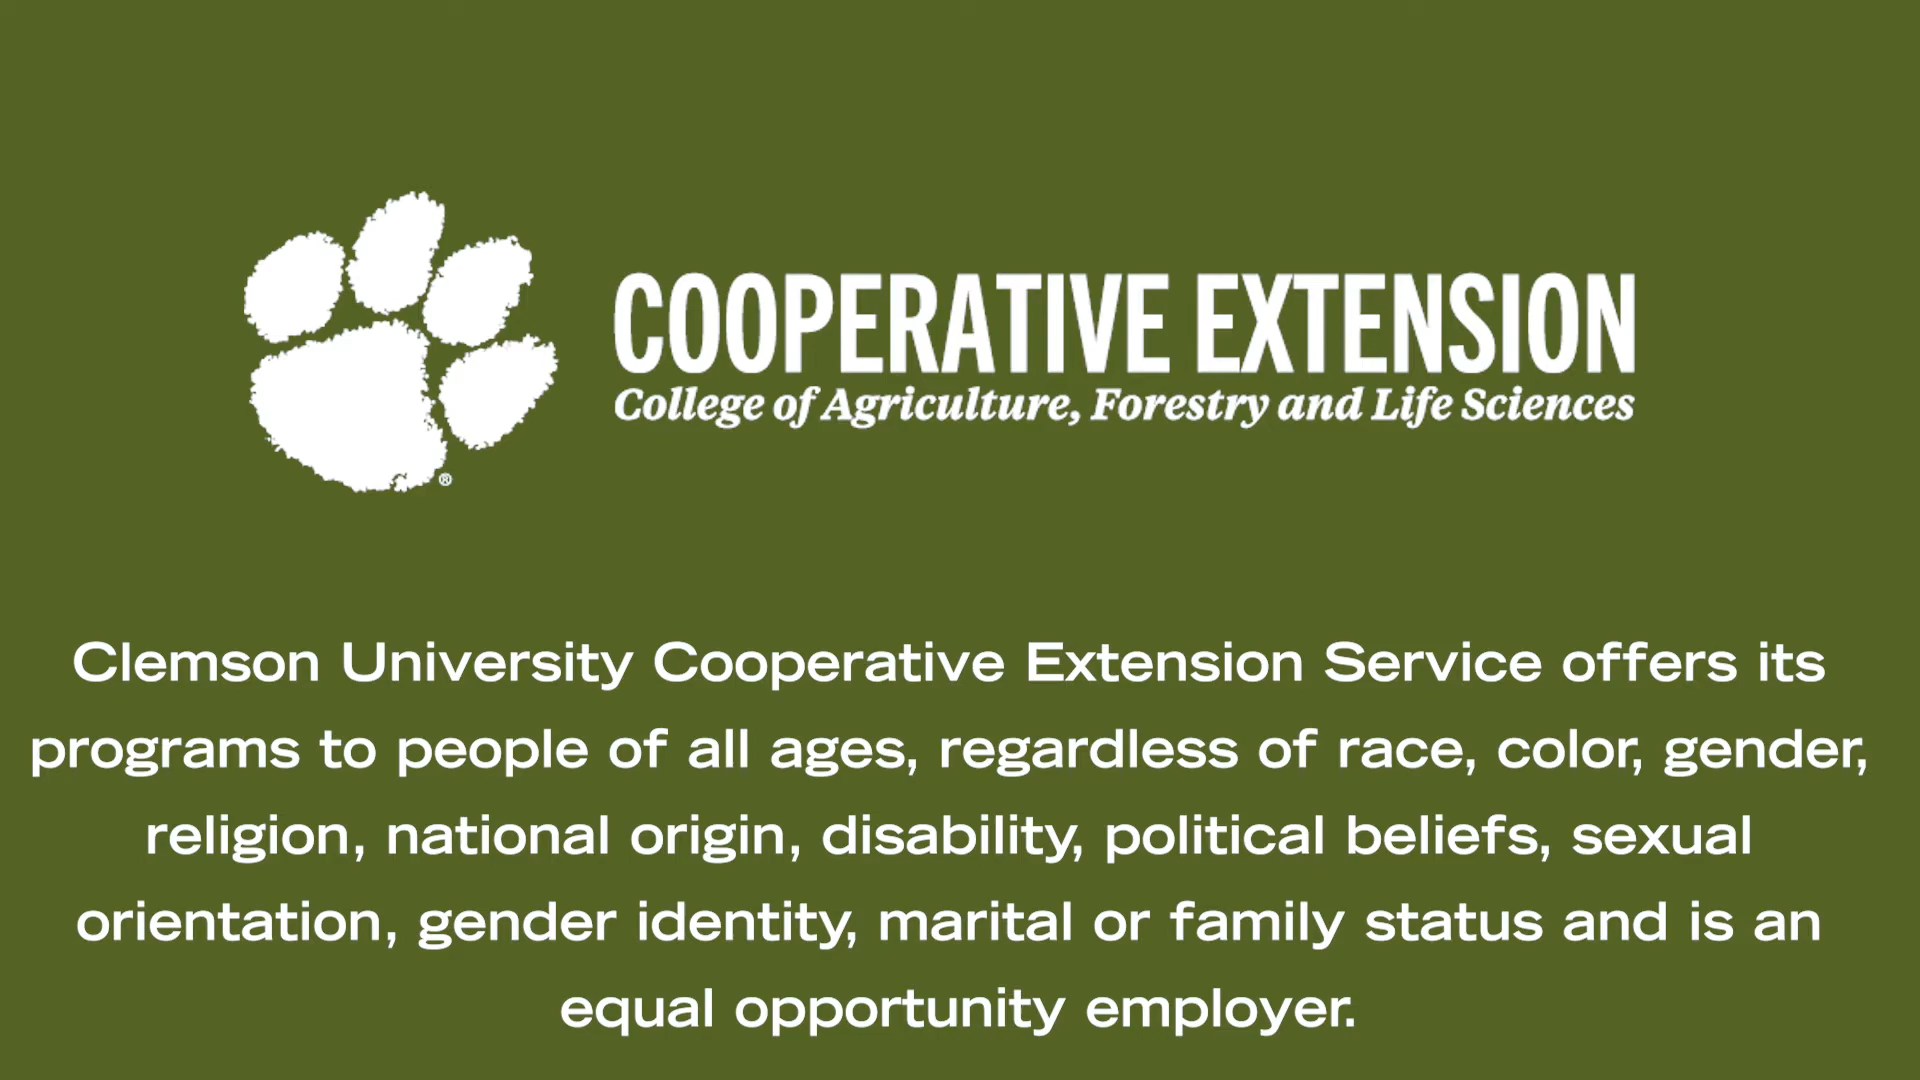 COOPERATIVE EXTENSION
College of Agriculture, Forestry and Life Sciences
®
Clemson University Cooperative Extension Service offers its
programs to people of all ages, regardless of race, color, gender,
religion, national origin, disability, political beliefs, sexual
orientation, gender identity, marital or family status and is an
equal opportunity employer.